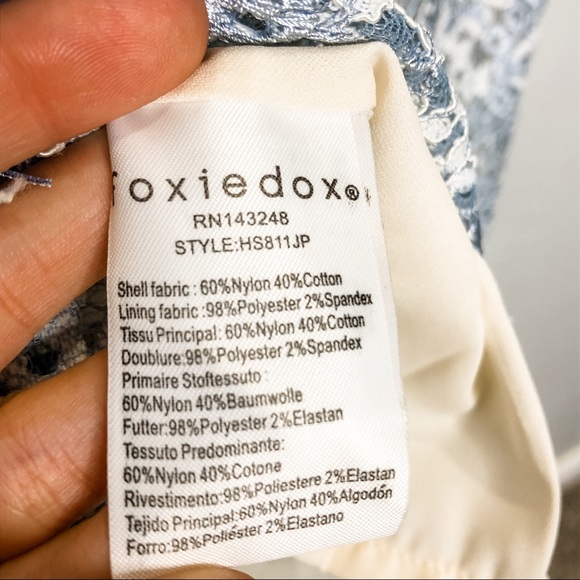 foxiedox®
RN143248
STYLE:HS811JP
Shell fabric : 60%Nylon 40%Cotton
Lining fabric :98%Polyester 2%Spandex
Tissu Principal: 60%Nylon 40%Cotton
Doublure:98%Polyester 2%Spandex
Primaire Stoftessuto :
60%Nylon 40%Baumwolle
Futter:98%Polyester 2%Elastan
Tessuto Predominante:
60%Nylon 40%Cotone
Rivestimento:98%Poliestere 2%Elastan
Tejido Principal:60%Nylon 40%Algodón
Forro:98%Poliéster 2%Elastano